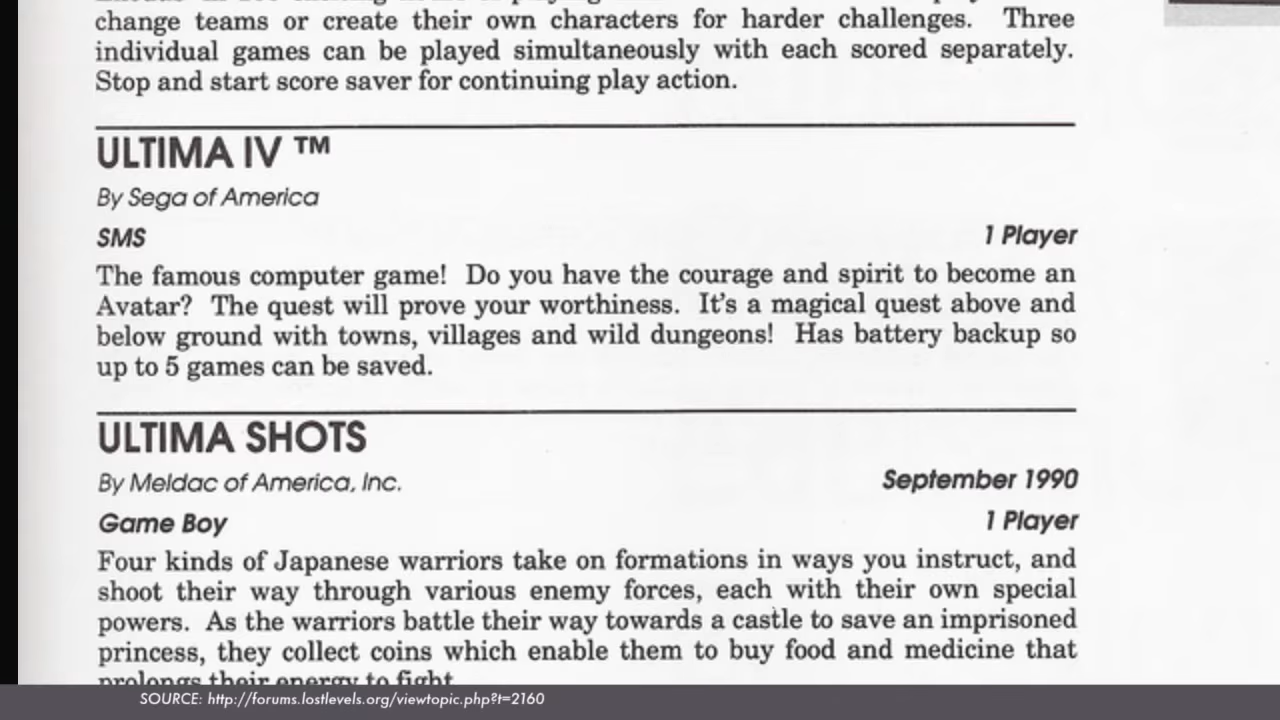 change teams or create their own characters for harder challenges. Three
individual games can be played simultaneously with each scored separately.
Stop and start score saver for continuing play action.
ULTIMA IV ™
By Sega of America
SMS 1 Player
The famous computer game! Do you have the courage and spirit to become an
Avatar? The quest will prove your worthiness. It's a magical quest above and
below ground with towns, villages and wild dungeons! Has battery backup so
up to 5 games can be saved.
ULTIMA SHOTS
By Meldac of America, Inc. September 1990
Game Boy 1 Player
Four kinds of Japanese warriors take on formations in ways you instruct, and
shoot their way through various enemy forces, each with their own special
powers. As the warriors battle their way towards a castle to save an imprisoned
princess, they collect coins which enable them to buy food and medicine that
prolongs their energy to fight
SOURCE: http://forums.lostlevels.org/viewtopic.php?t=2160